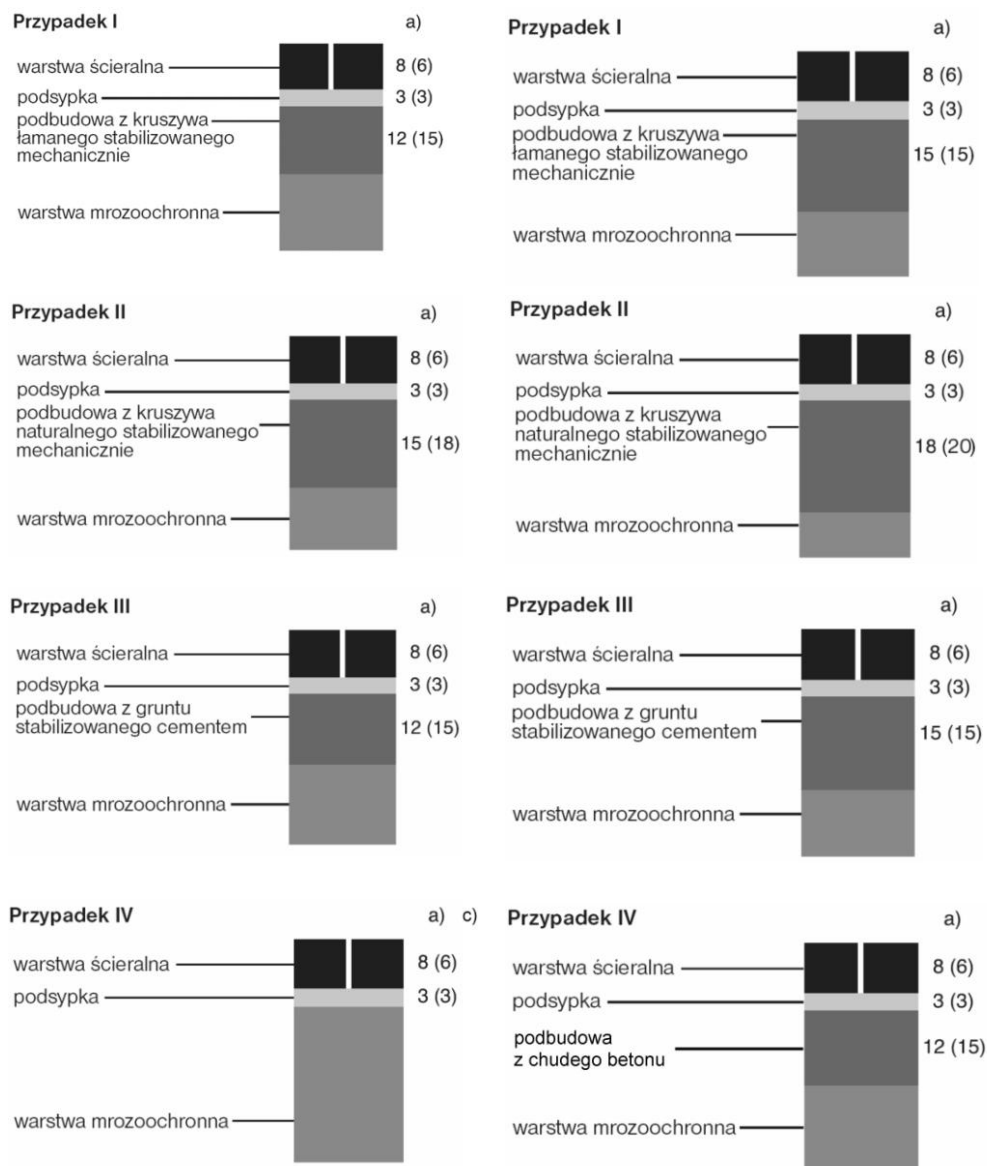 Przypadek I a)
warstwa ścieralna 8 (6)
podsypka 3 (3)
podbudowa z kruszywa
łamanego stabilizowanego 12 (15)
mechanicznie
warstwa mrozoochronna
Przypadek I a)
warstwa ścieralna 8 (6)
podsypka 3 (3)
podbudowa z kruszywa
łamanego stabilizowanego 15 (15)
mechanicznie
warstwa mrozoochronna
Przypadek II a)
warstwa ścieralna 8 (6)
podsypka 3 (3)
podbudowa z kruszywa
naturalnego stabilizowanego 15 (18)
mechanicznie
warstwa mrozoochronna
Przypadek II a)
warstwa ścieralna 8 (6)
podsypka 3 (3)
podbudowa z kruszywa
naturalnego stabilizowanego 18 (20)
mechanicznie
warstwa mrozoochronna
Przypadek III a)
warstwa ścieralna 8 (6)
podsypka 3 (3)
podbudowa z gruntu
stabilizowanego cementem 12 (15)
warstwa mrozoochronna
Przypadek III a)
warstwa ścieralna 8 (6)
podsypka 3 (3)
podbudowa z gruntu
stabilizowanego cementem 15 (15)
warstwa mrozoochronna
Przypadek IV a) c)
warstwa ścieralna 8 (6)
podsypka 3 (3)
warstwa mrozoochronna
Przypadek IV a)
warstwa ścieralna 8 (6)
podsypka 3 (3)
podbudowa
z chudego betonu 12 (15)
warstwa mrozoochronna